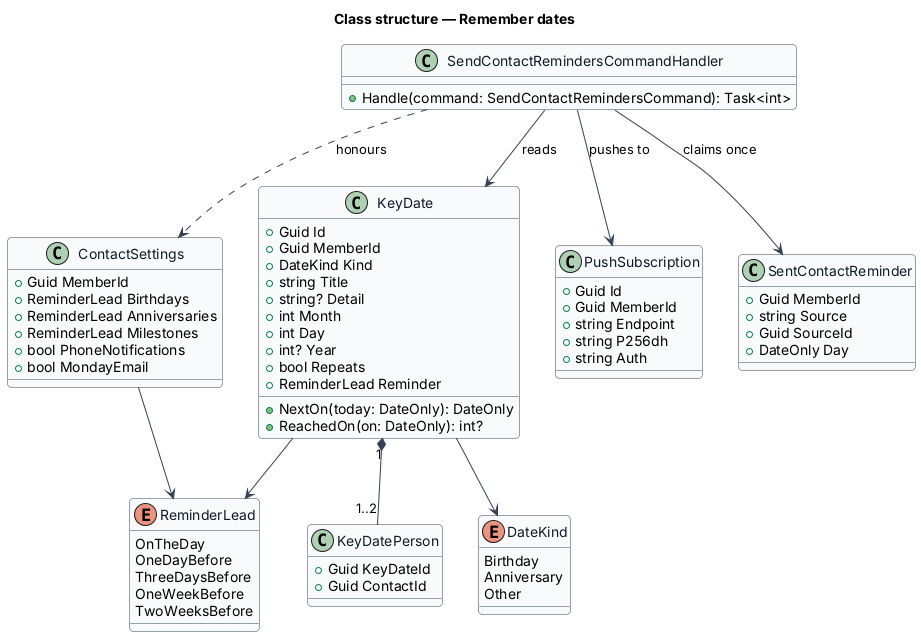 Class structure — Remember dates
C SendContactRemindersCommandHandler
Handle(command: SendContactRemindersCommand): Task<int>
honours
reads
pushes to
claims once
C ContactSettings
Guid MemberId
ReminderLead Birthdays
ReminderLead Anniversaries
ReminderLead Milestones
bool PhoneNotifications
bool MondayEmail
C KeyDate
Guid Id
Guid MemberId
DateKind Kind
string Title
string? Detail
int Month
int Day
int? Year
bool Repeats
ReminderLead Reminder
NextOn(today: DateOnly): DateOnly
ReachedOn(on: DateOnly): int?
C PushSubscription
Guid Id
Guid MemberId
string Endpoint
string P256dh
string Auth
C SentContactReminder
Guid MemberId
string Source
Guid SourceId
DateOnly Day
1
1..2
E ReminderLead
OnTheDay
OneDayBefore
ThreeDaysBefore
OneWeekBefore
TwoWeeksBefore
C KeyDatePerson
Guid KeyDateId
Guid ContactId
E DateKind
Birthday
Anniversary
Other